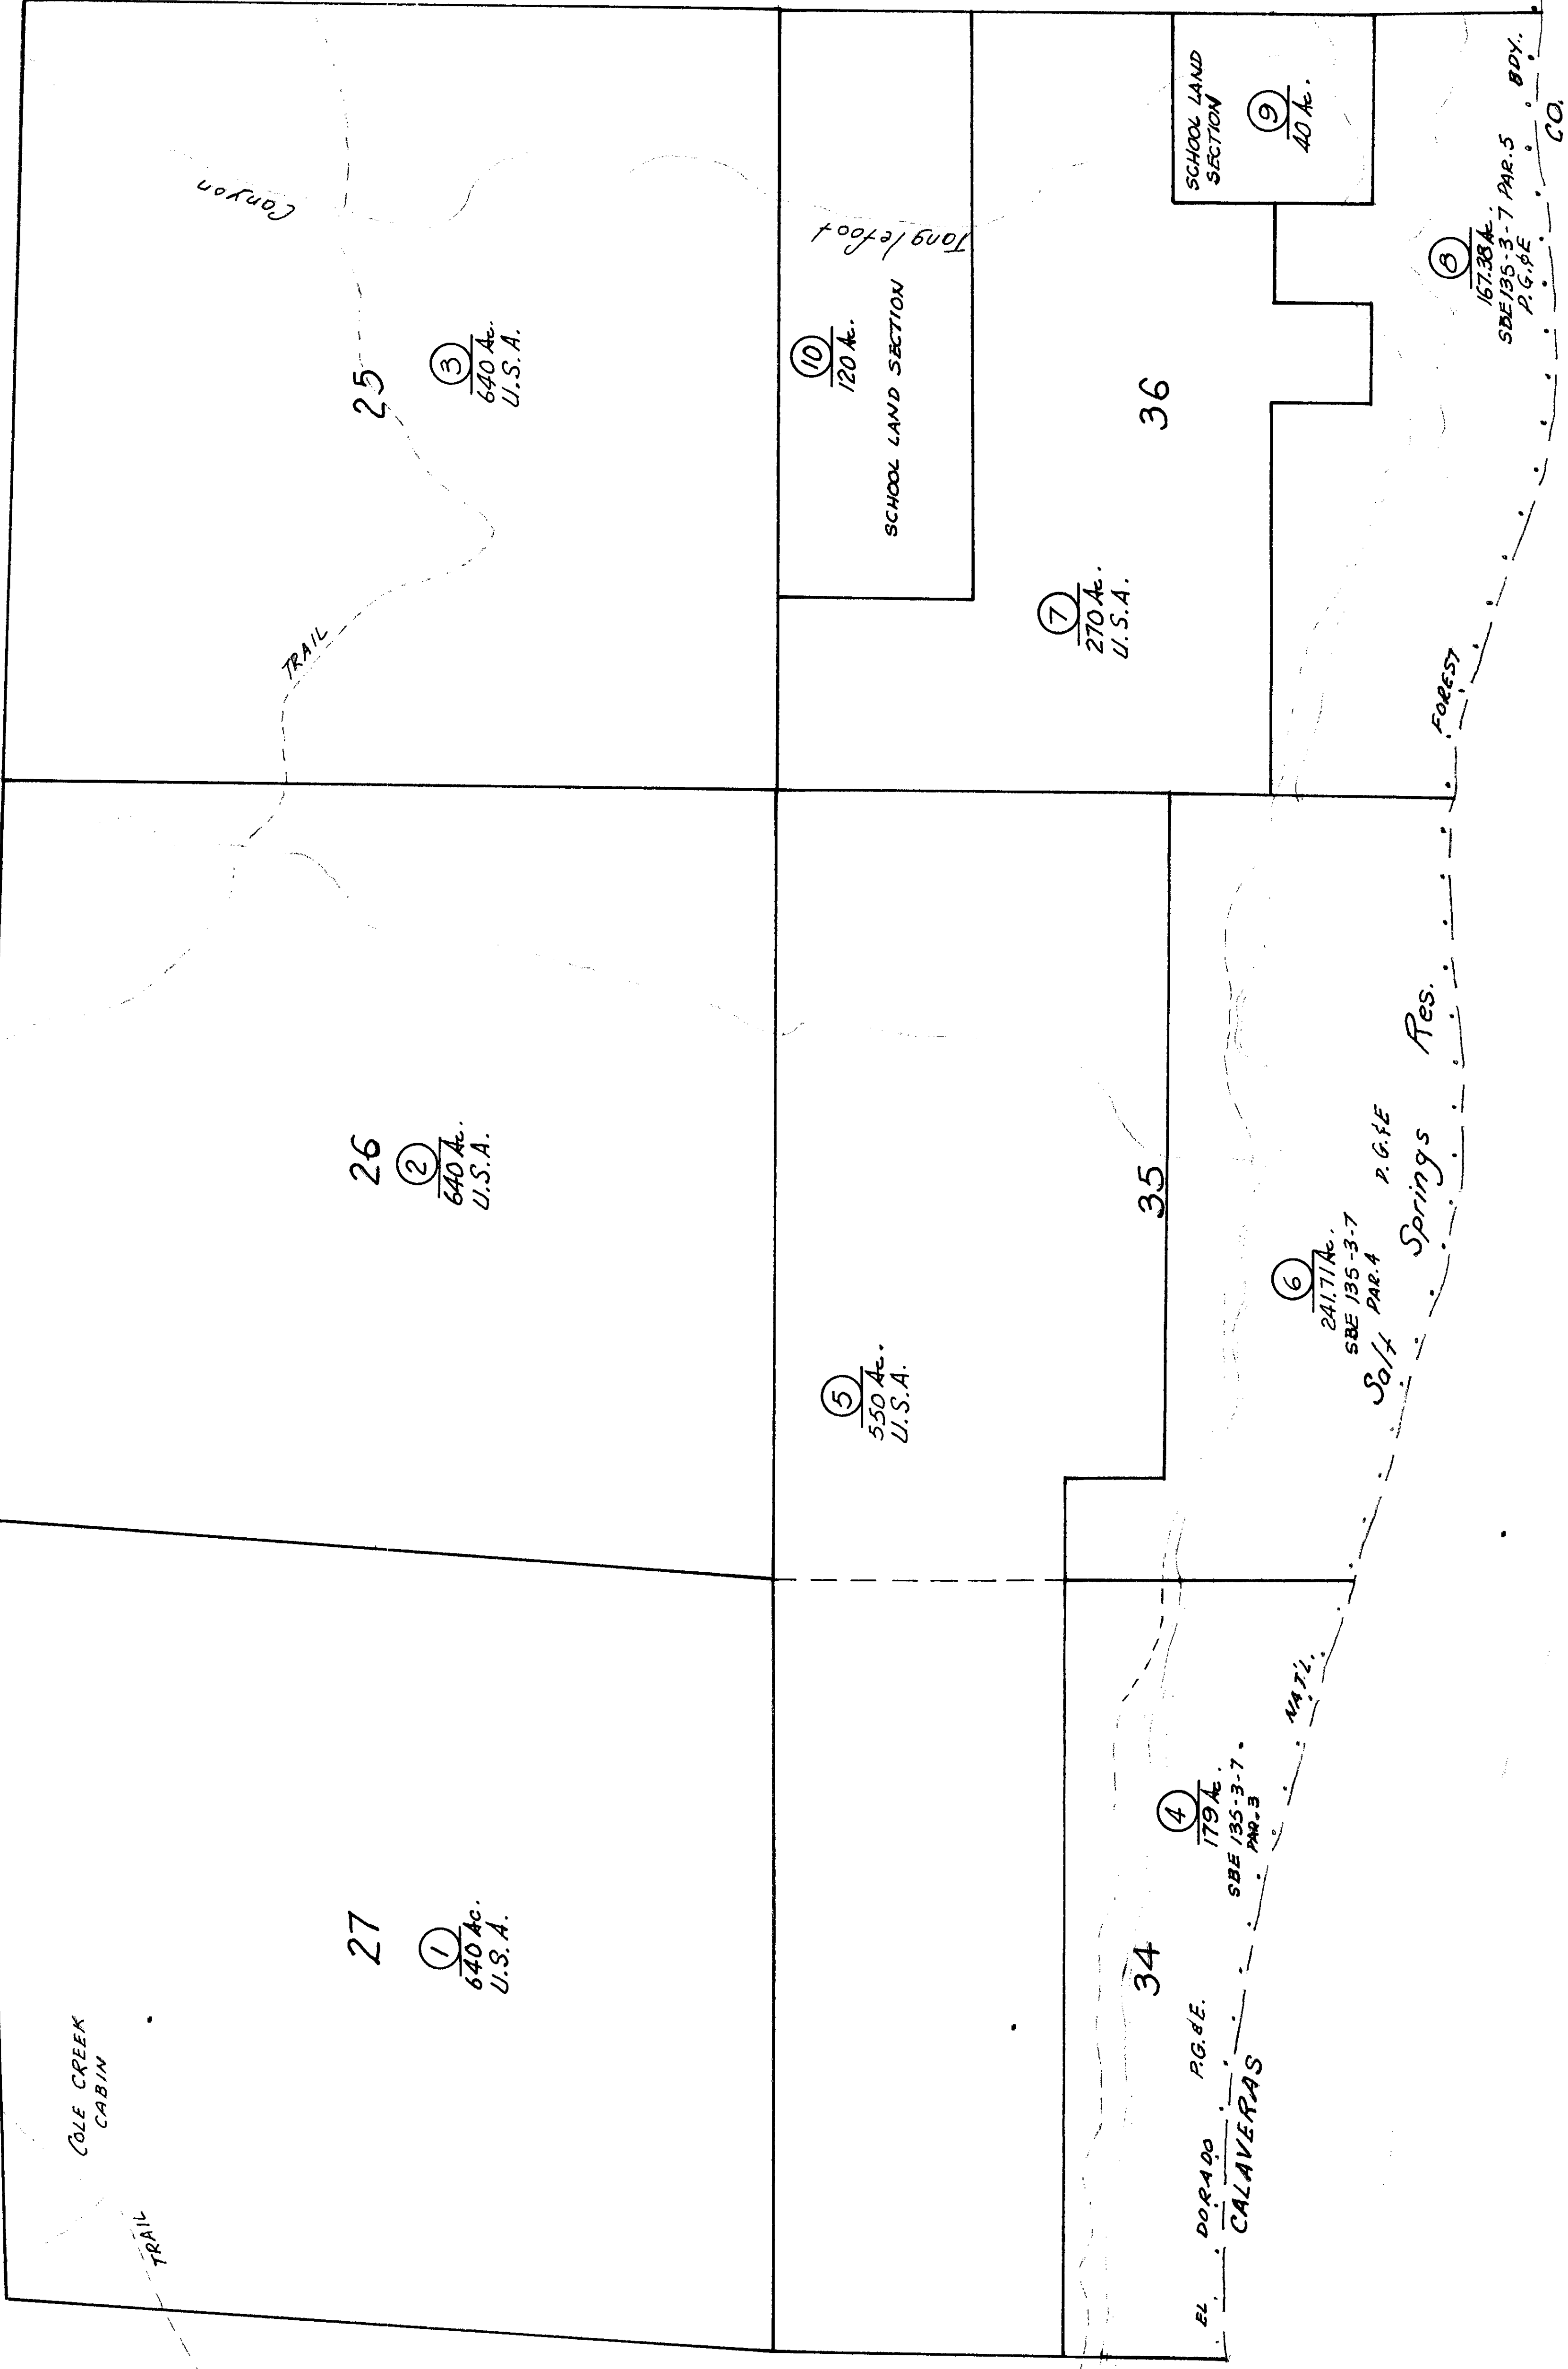 COLE CREEK
CABIN
TRAIL
27
1
640 Ac.
U.S.A.
26
2
640 Ac.
U.S.A.
TRAIL
25
3
640 Ac.
U.S.A.
Canyon
5
550 Ac.
U.S.A.
10
120 Ac.
SCHOOL LAND SECTION
Tanglefoot
34
4
179 Ac.
SBE 135-3-7
PAR.3
P.G.&E.
35
6
241.71 Ac.
SBE 135-3-7
PAR.4
P.G.&E
Salt Springs Res.
7
270 Ac.
U.S.A.
36
SCHOOL LAND
SECTION
9
40 Ac.
8
167.38 Ac.
SBE 135-3-7 PAR.5
P.G.&E
EL DORADO NAT'L. FOREST BDY.
CALAVERAS CO.